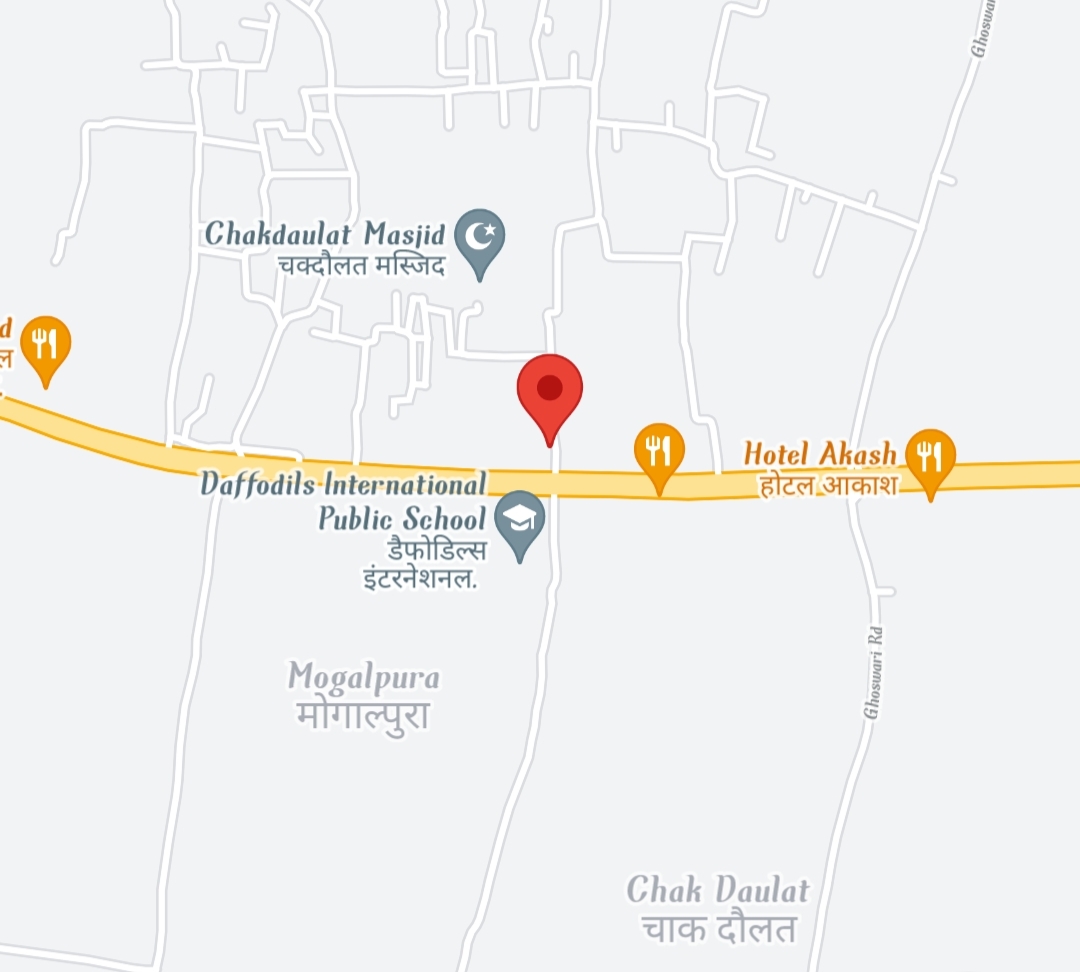 Ghoswar
Chakdaulat Masjid
चक्दौलत मस्जिद
d
ल
Hotel Akash
होटल आकाश
Daffodils International
Public School
डैफोडिल्स
इंटरनेशनल.
Ghoswari Rd
Mogalpura
मोगाल्पुरा
Chak Daulat
चाक दौलत